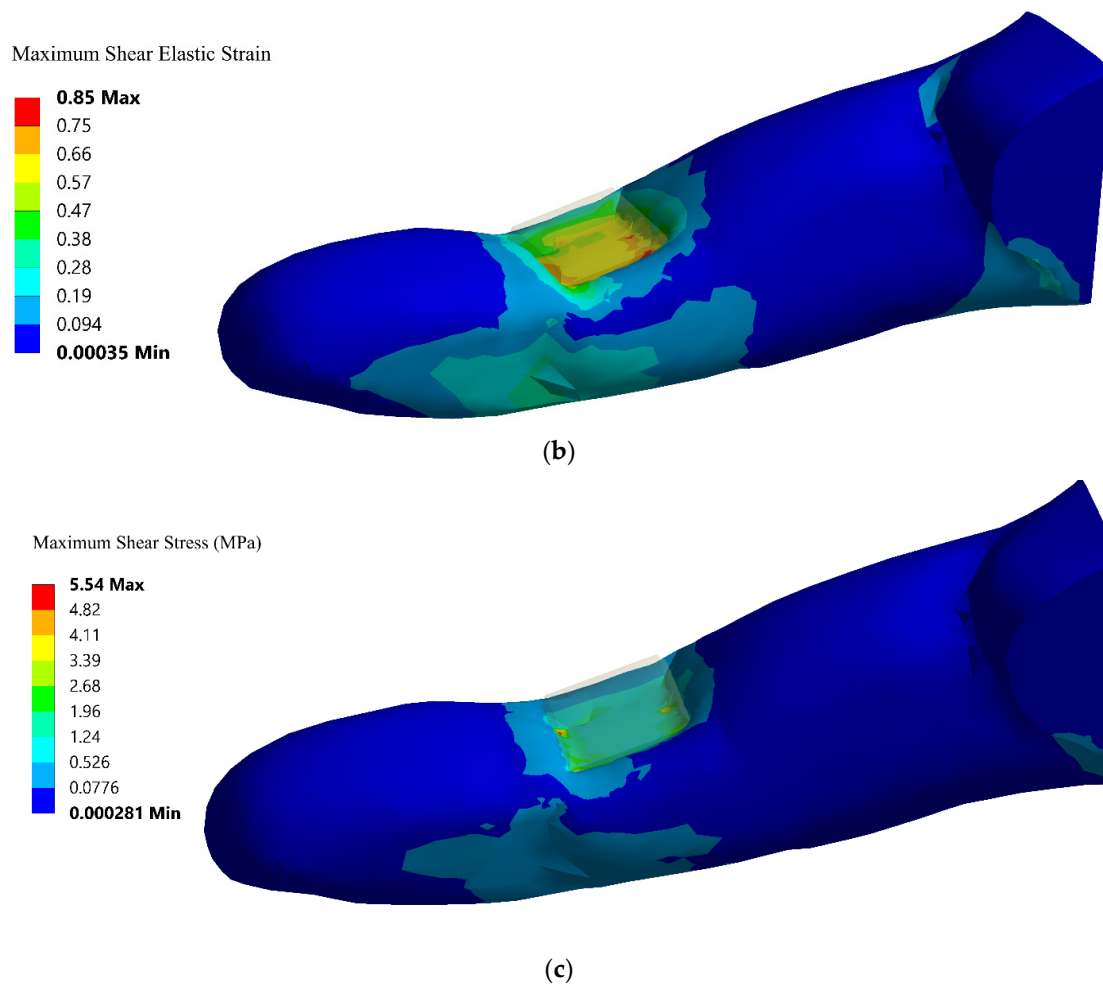 Maximum Shear Elastic Strain
0.85 Max
0.75
0.66
0.57
0.47
0.38
0.28
0.19
0.094
0.00035 Min
(b)
Maximum Shear Stress (MPa)
5.54 Max
4.82
4.11
3.39
2.68
1.96
1.24
0.526
0.0776
0.000281 Min
(c)